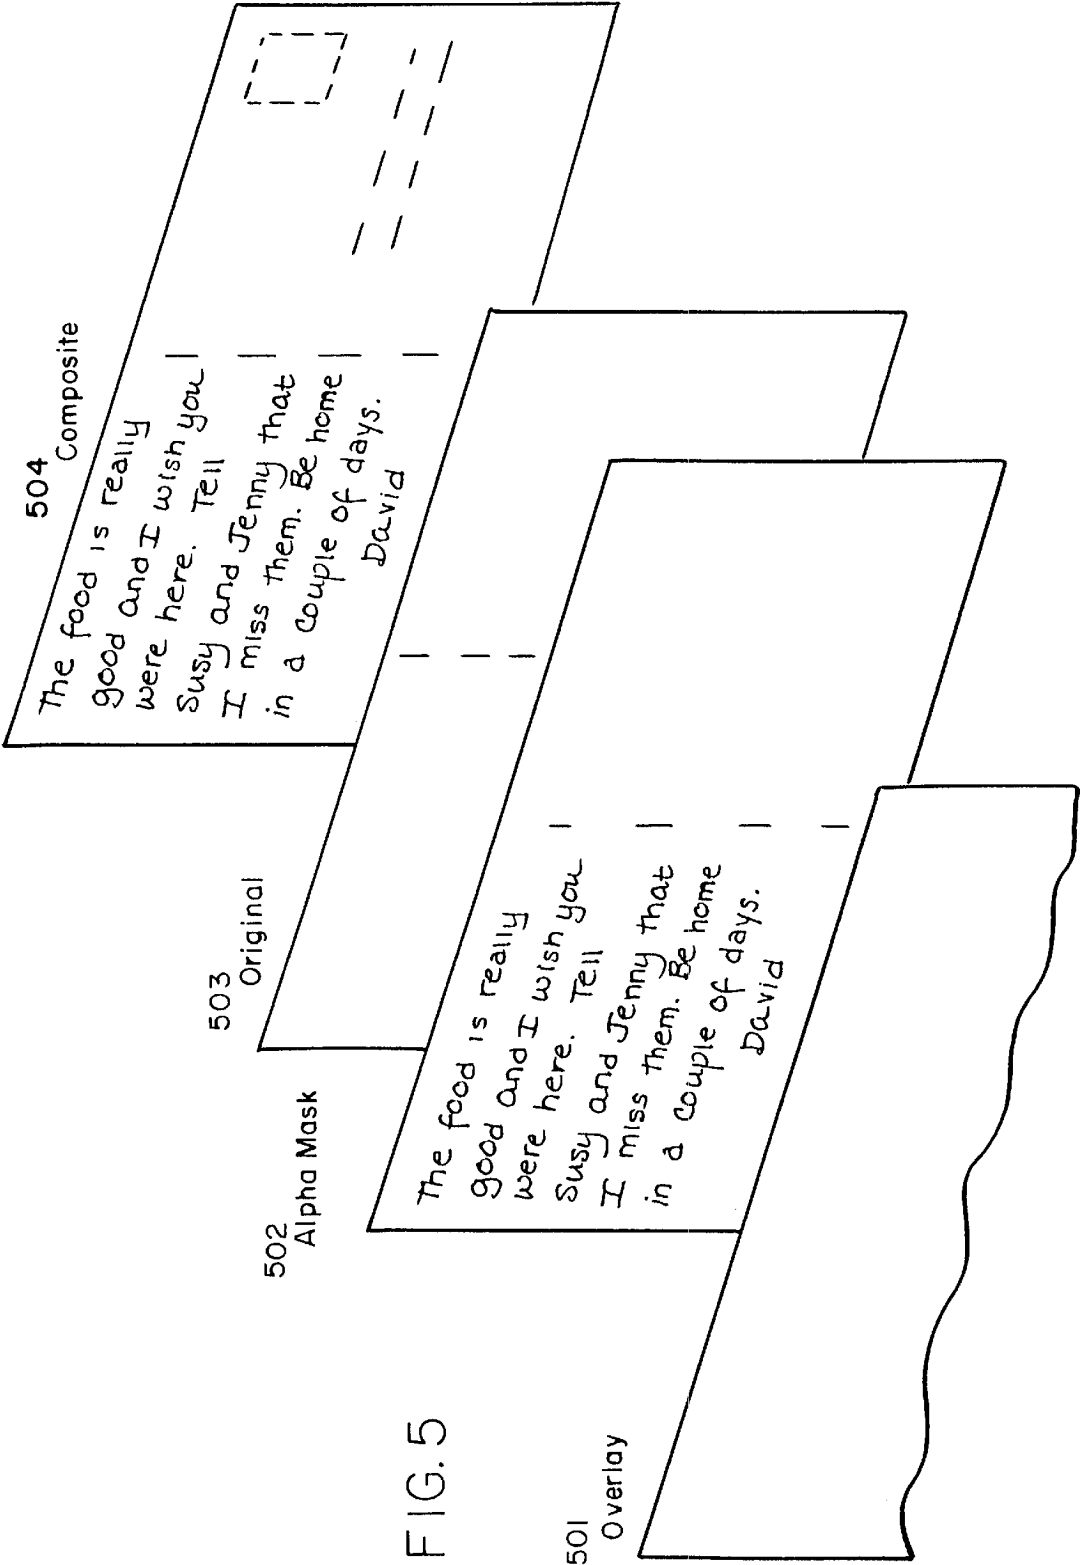 504
Composite
The food is really
good and I wish you
were here. Tell
Susy and Jenny that
I miss them. Be home
in a couple of days.
David
503
Original
502
Alpha Mask
The food is really
good and I wish you
were here. Tell
Susy and Jenny that
I miss them. Be home
in a couple of days.
David
FIG. 5
501
Overlay